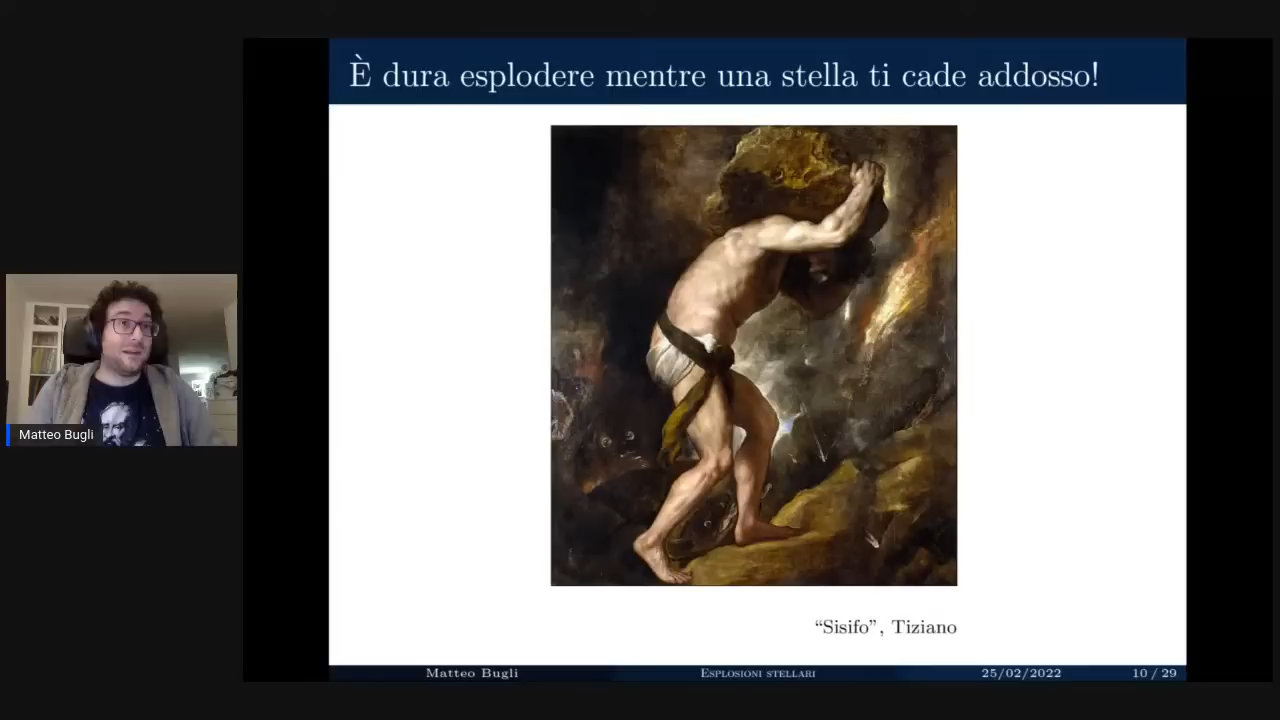 È dura esplodere mentre una stella ti cade addosso!
Matteo Bugli
“Sisifo”, Tiziano
Matteo Bugli
Esplosioni stellari
25/02/2022
10 / 29